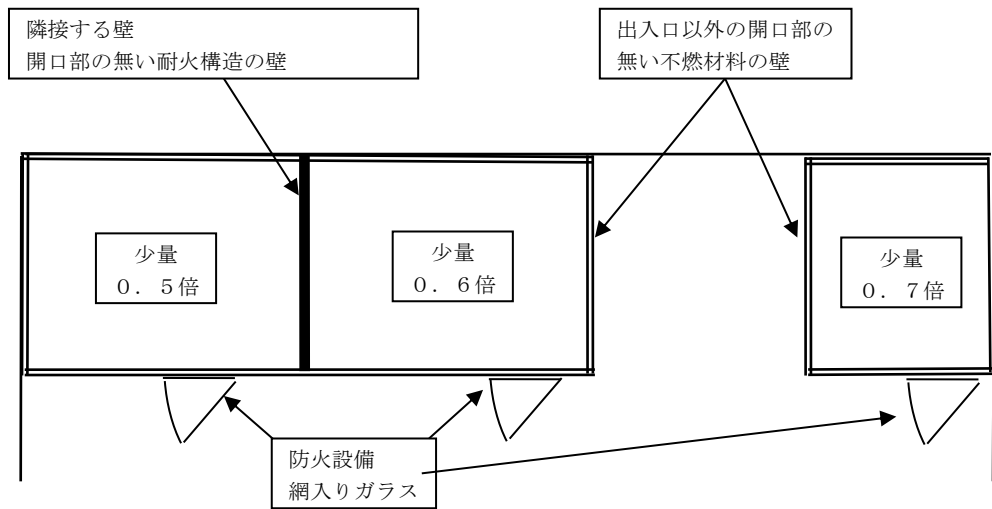 隣接する壁
開口部の無い耐火構造の壁
出入口以外の開口部の
無い不燃材料の壁
少量
０．５倍
少量
０．６倍
少量
０．７倍
防火設備
網入りガラス